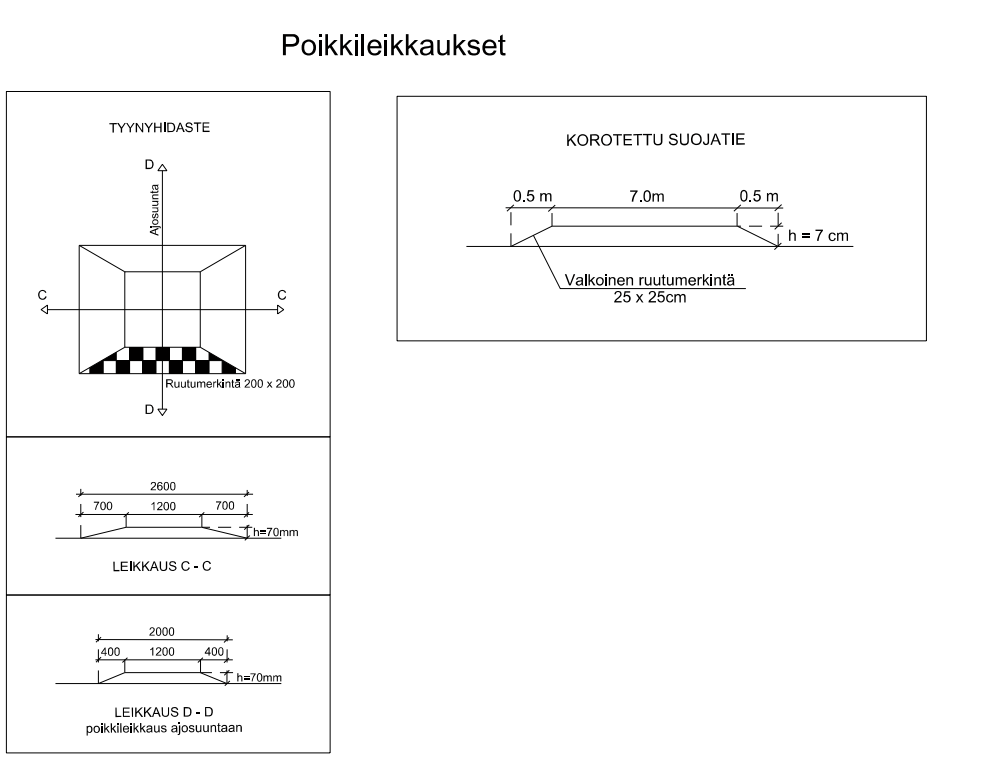 Poikkileikkaukset
TYYNYHIDASTE
D
Ajosuunta
C
C
Ruutumerkintä 200 x 200
D
2600
700 1200 700
h=70mm
LEIKKAUS C - C
2000
400 1200 400
h=70mm
LEIKKAUS D - D
poikkileikkaus ajosuuntaan
KOROTETTU SUOJATIE
0.5 m 7.0m 0.5 m
h = 7 cm
Valkoinen ruutumerkintä
25 x 25cm